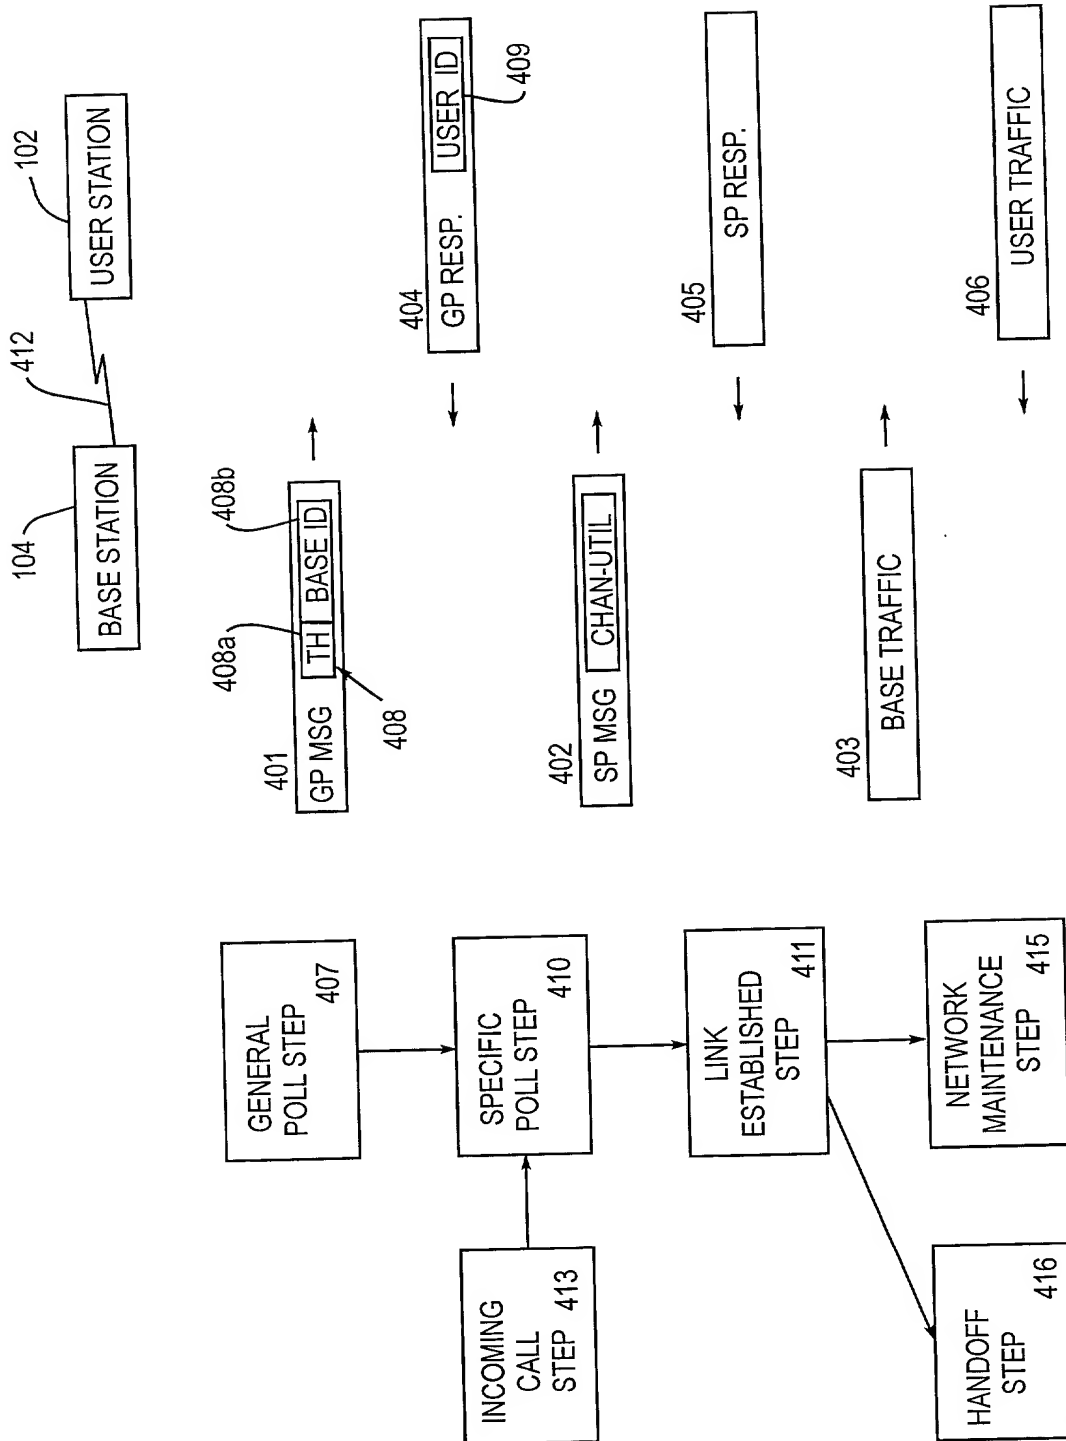 104
412
102
BASE STATION
USER STATION
GENERAL
POLL STEP
407
401
408a
408b
GP MSG
TH
BASE ID
408
404
GP RESP.
USER ID
409
INCOMING
CALL
STEP
413
SPECIFIC
POLL STEP
410
402
SP MSG
CHAN-UTIL
405
SP RESP.
LINK
ESTABLISHED
STEP
411
403
BASE TRAFFIC
HANDOFF
STEP
416
NETWORK
MAINTENANCE
STEP
415
406
USER TRAFFIC